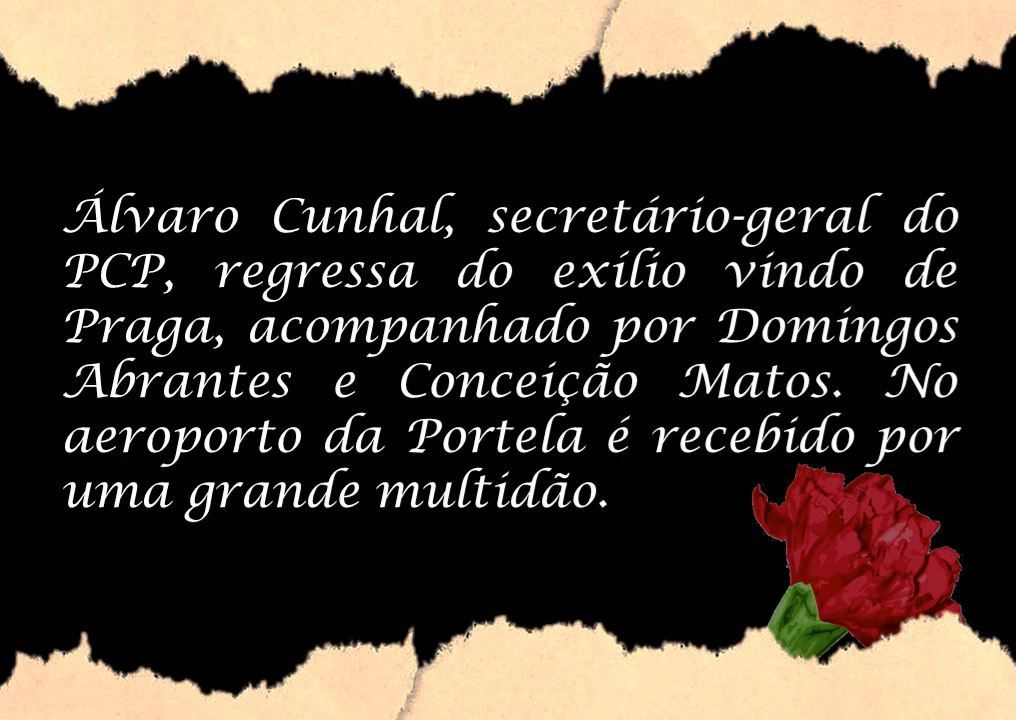 Álvaro Cunhal, secretário-geral do
PCP, regressa do exílio vindo de
Praga, acompanhado por Domingos
Abrantes e Conceição Matos. No
aeroporto da Portela é recebido por
uma grande multidão.